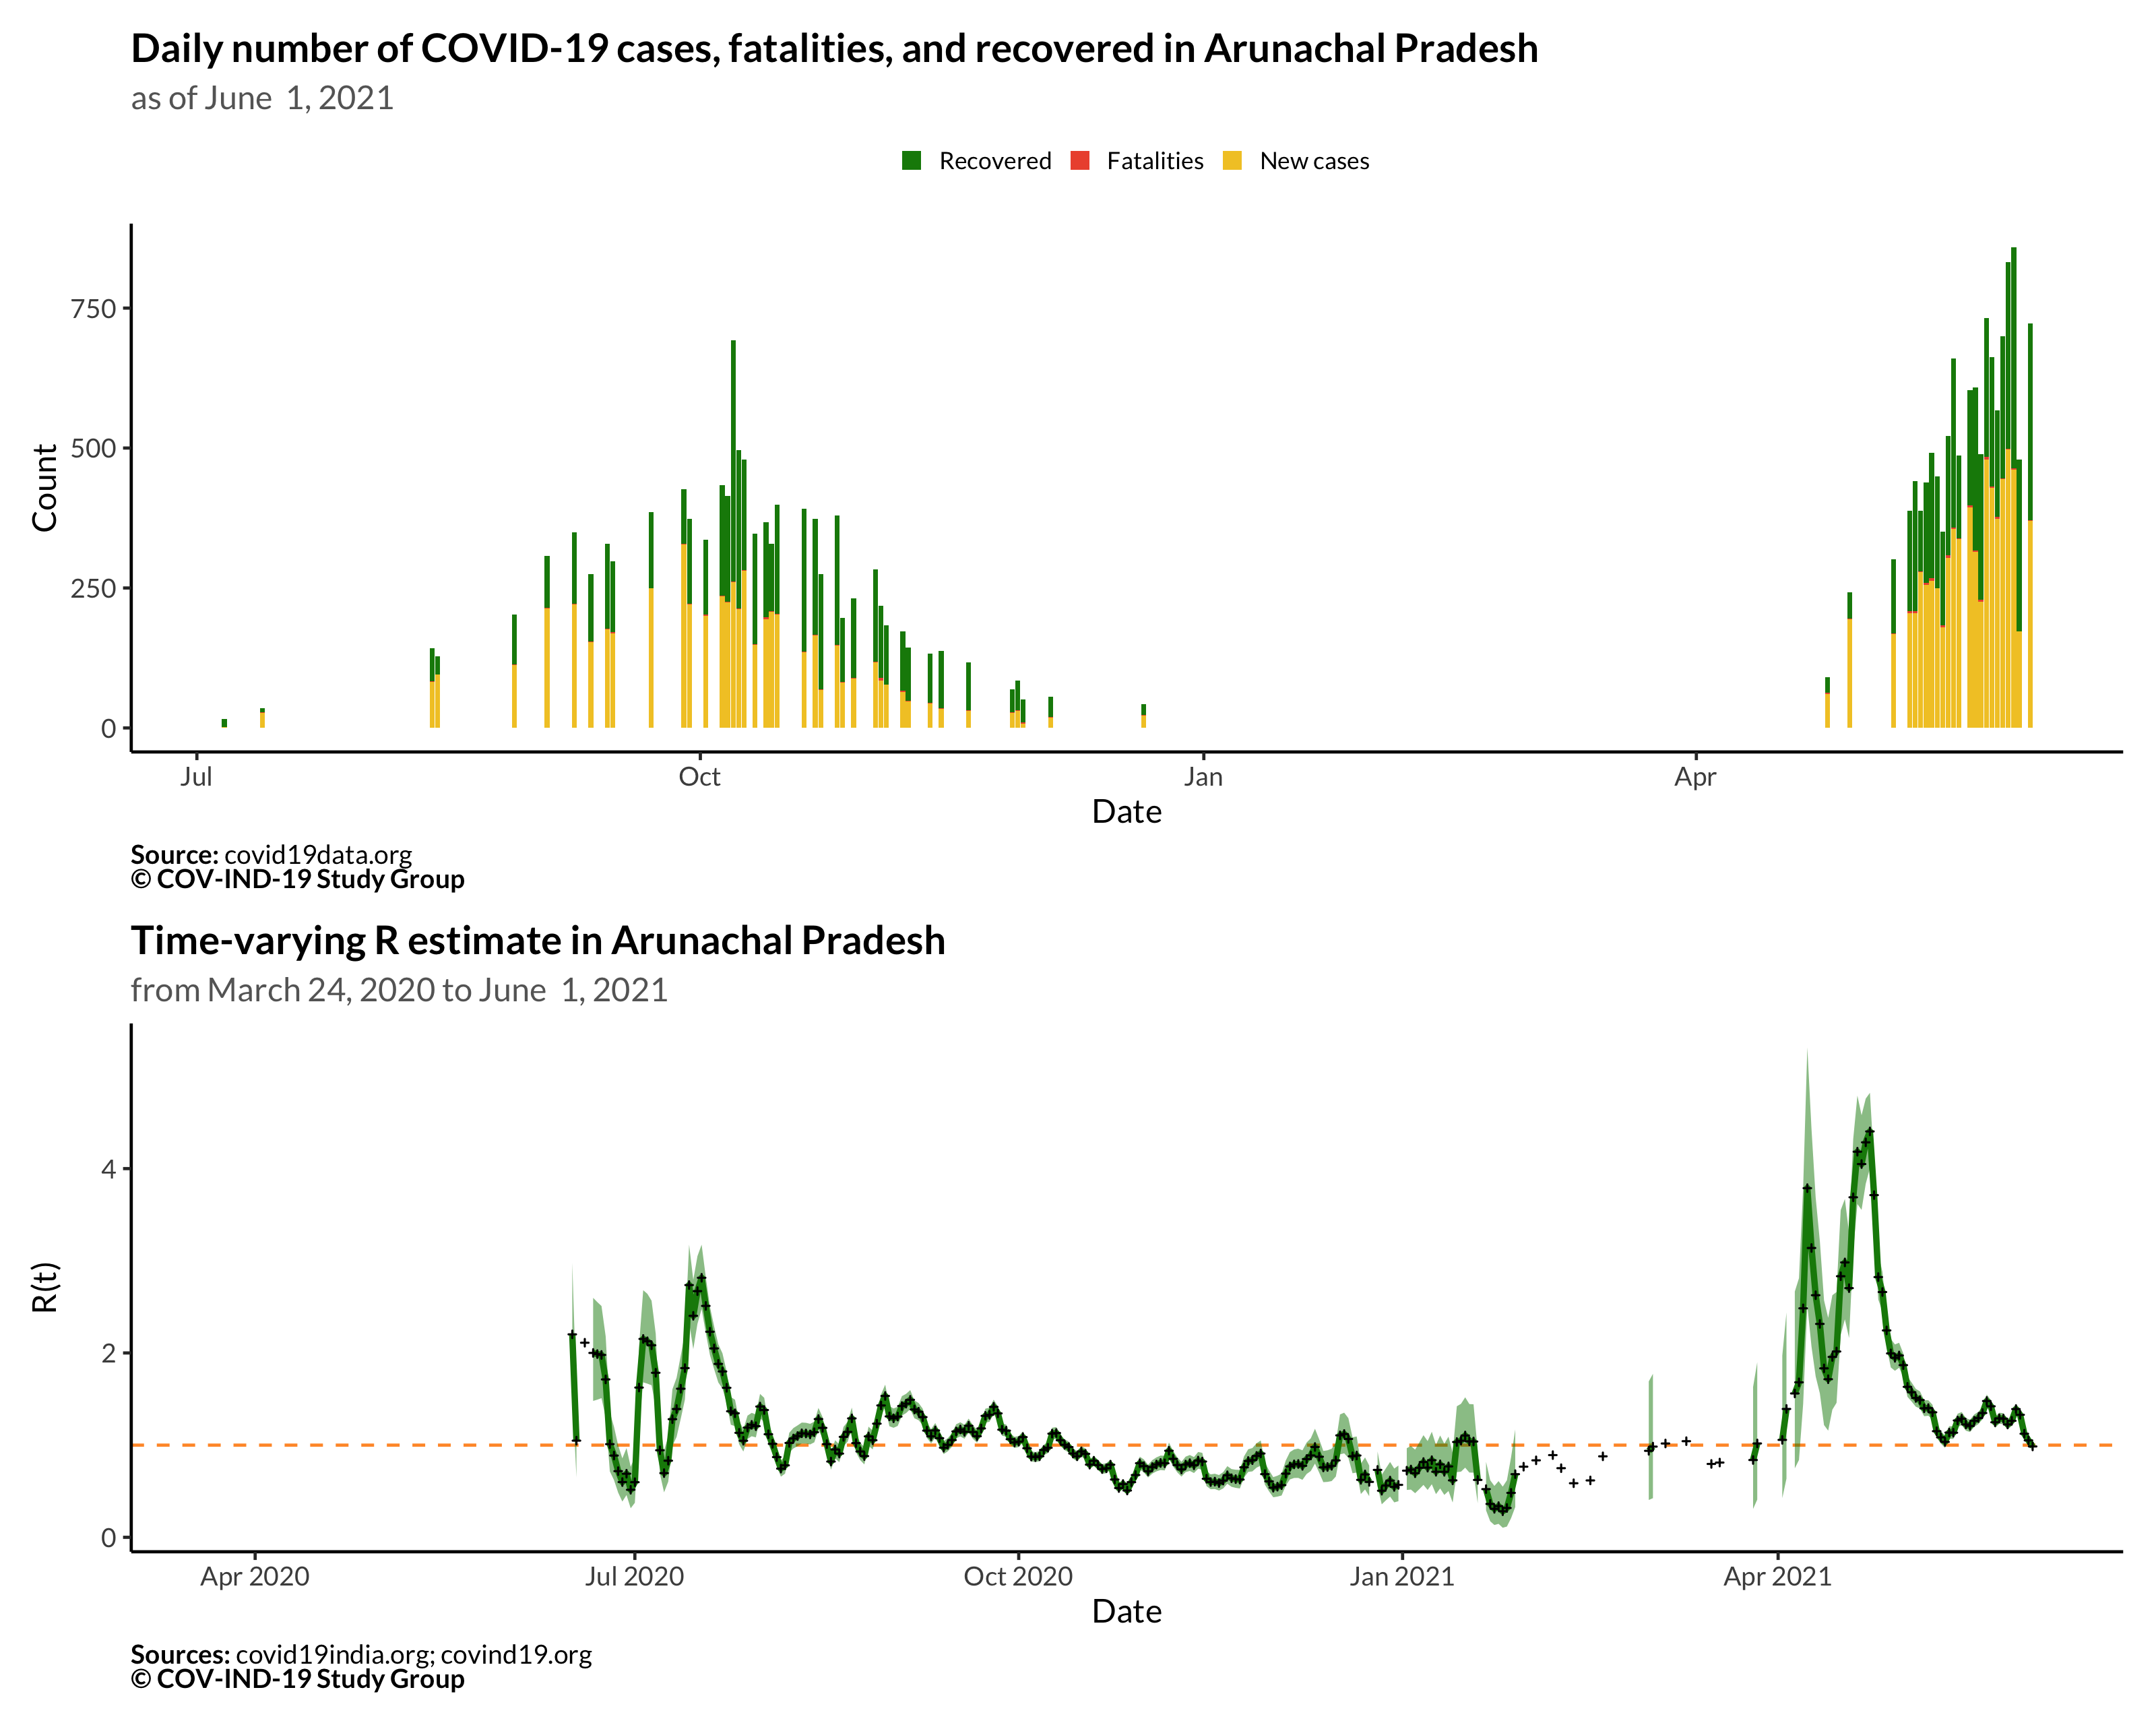 Daily number of COVID-19 cases, fatalities, and recovered in Arunachal Pradesh
as of June  1, 2021
Recovered Fatalities New cases
Count
750
500
250
0
Jul Oct Jan Apr
Date
Source: covid19data.org
© COV-IND-19 Study Group
Time-varying R estimate in Arunachal Pradesh
from March 24, 2020 to June  1, 2021
R(t)
4
2
0
Apr 2020 Jul 2020 Oct 2020 Jan 2021 Apr 2021
Date
Sources: covid19india.org; covind19.org
© COV-IND-19 Study Group